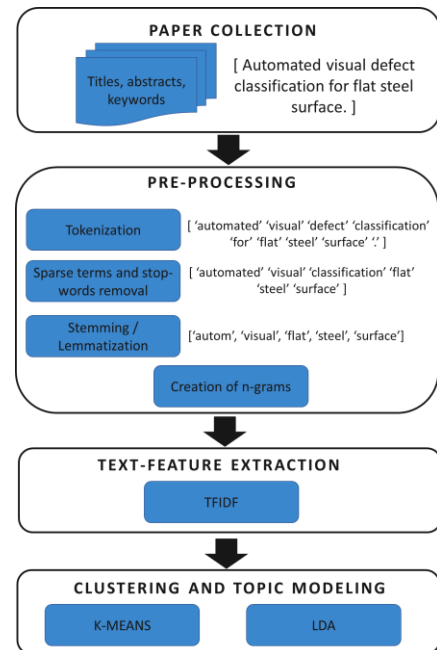 PAPER COLLECTION
Titles, abstracts,
keywords
[ Automated visual defect
classification for flat steel
surface. ]
PRE-PROCESSING
Tokenization
[ 'automated' 'visual' 'defect' 'classification'
'for' 'flat' 'steel' 'surface' '.' ]
Sparse terms and stop-
words removal
[ 'automated' 'visual' 'classification' 'flat'
'steel' 'surface' ]
Stemming /
Lemmatization
['autom', 'visual', 'flat', 'steel', 'surface']
Creation of n-grams
TEXT-FEATURE EXTRACTION
TFIDF
CLUSTERING AND TOPIC MODELING
K-MEANS
LDA